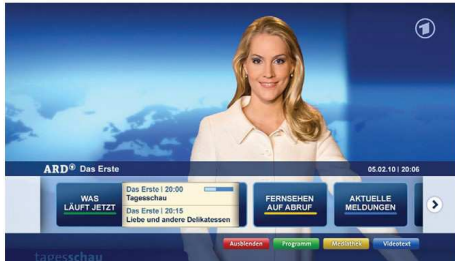 1
ARD Das Erste
05.02.10 | 20:06
WAS
LÄUFT JETZT
Das Erste | 20:00
Tagesschau
Das Erste | 20:15
Liebe und andere Delikatessen
FERNSEHEN
AUF ABRUF
AKTUELLE
MELDUNGEN
Ausblenden
Programm
Mediathek
Videotext
tagesschau